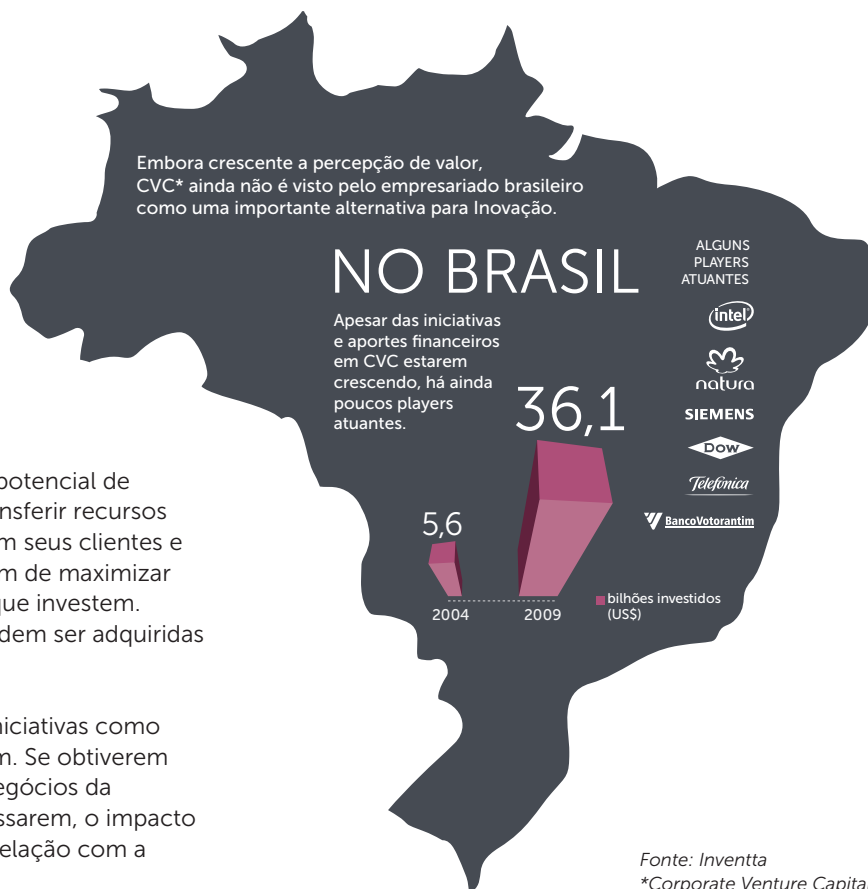 Embora crescente a percepção de valor,
CVC* ainda não é visto pelo empresariado brasileiro
como uma importante alternativa para Inovação.
NO BRASIL
Apesar das iniciativas
e aportes financeiros
em CVC estarem
crescendo, há ainda
poucos players
atuantes.
ALGUNS
PLAYERS
ATUANTES
intel
natura
SIEMENS
Dow
Telefónica
BancoVotorantim
36,1
5,6
2004
2009
bilhões investidos
(US$)
potencial de
nsferir recursos
m seus clientes e
m de maximizar
que investem.
dem ser adquiridas
niciativas como
m. Se obtiverem
egócios da
ssarem, o impacto
elação com a
Fonte: Inventta
*Corporate Venture Capita